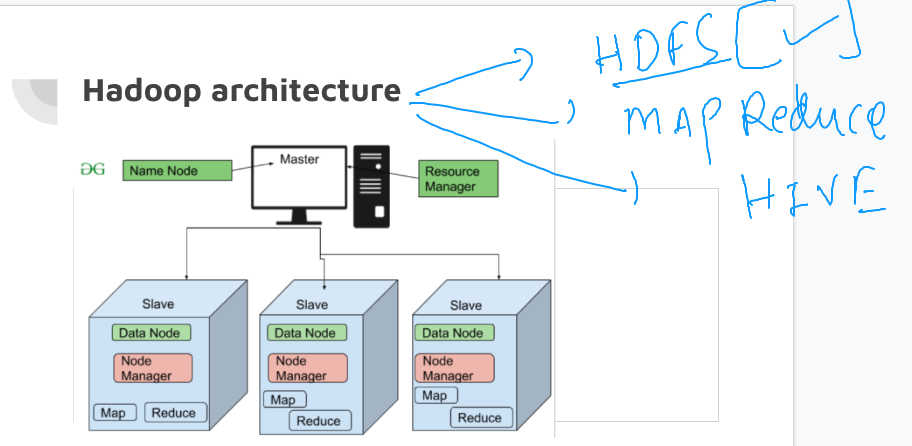 HDFS [✓]
Hadoop architecture
MAP Reduce
HIVE
ƏG
Name Node
Master
Resource
Manager
Slave
Data Node
Node
Manager
Map
Reduce
Slave
Data Node
Node
Manager
Map
Reduce
Slave
Data Node
Node
Manager
Map
Reduce